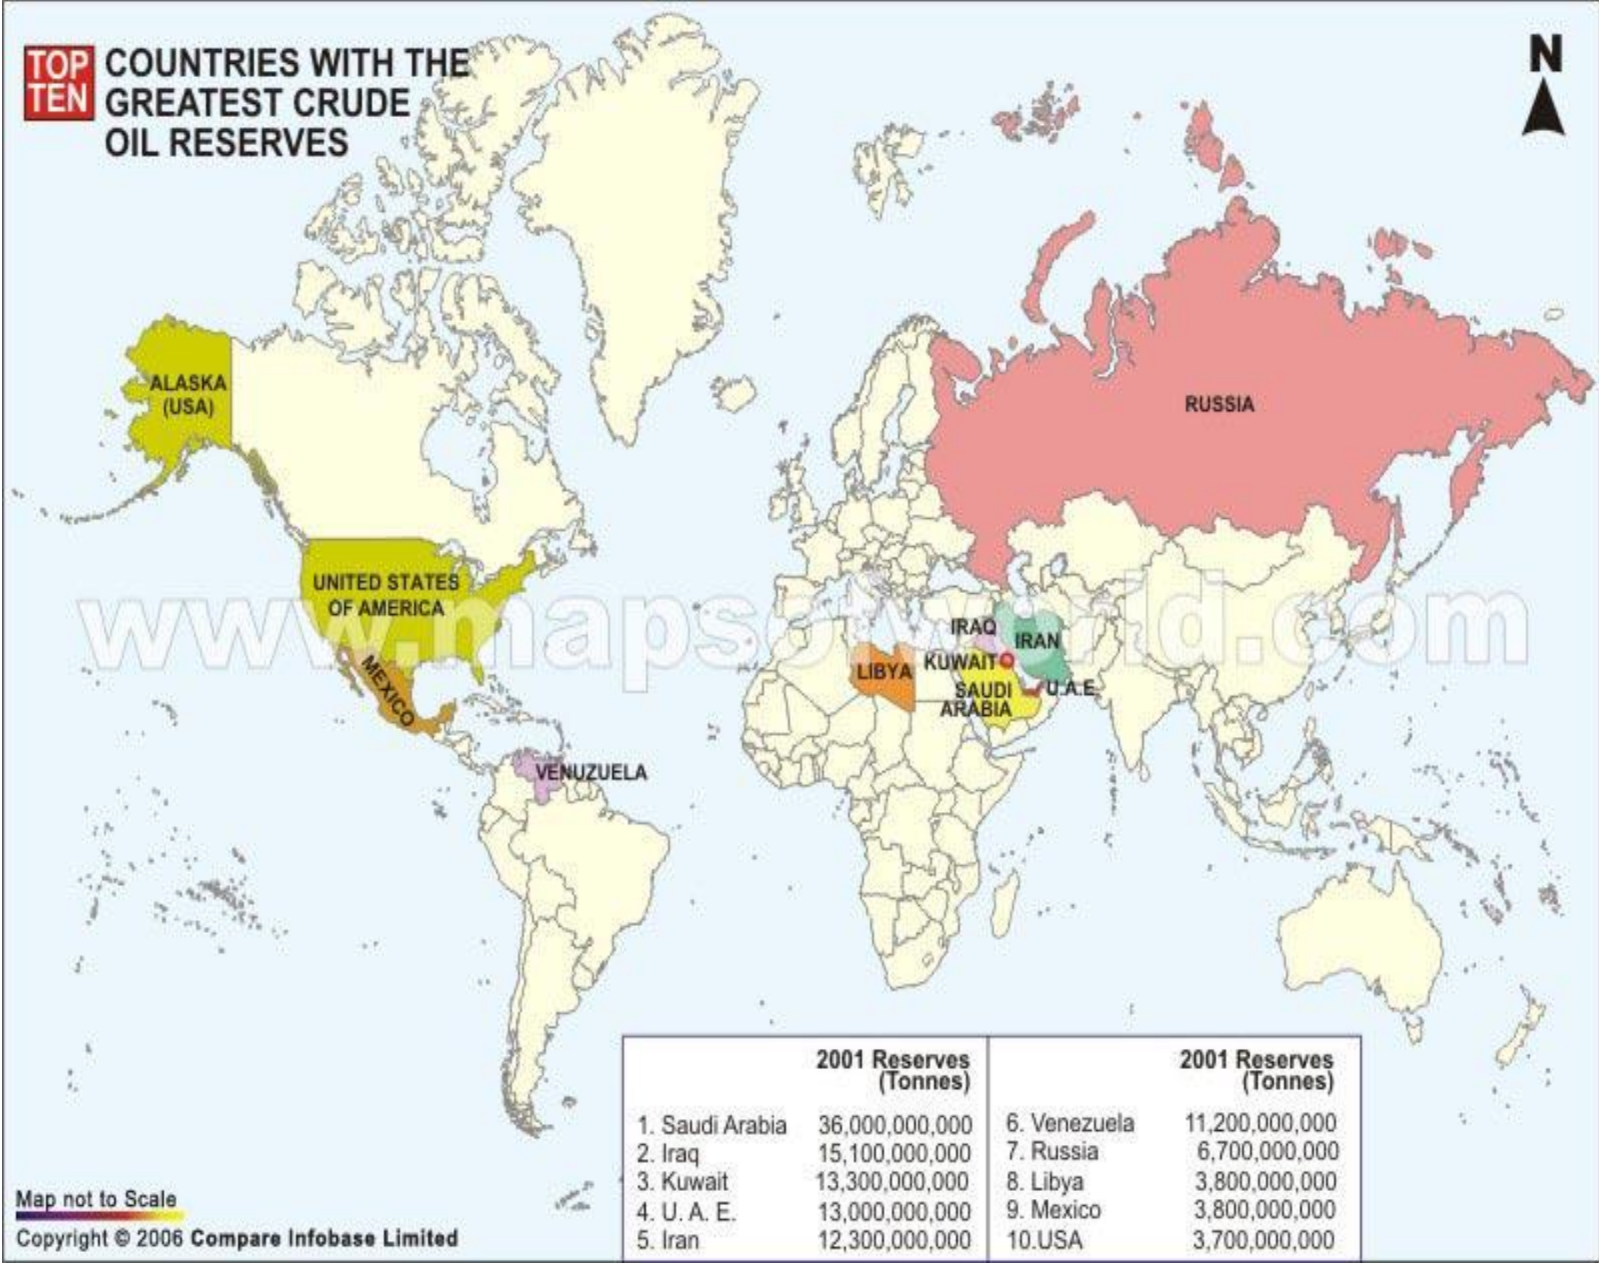 TOP
TEN
COUNTRIES WITH THE
GREATEST CRUDE
OIL RESERVES
N
ALASKA
(USA)
RUSSIA
UNITED STATES
OF AMERICA
www.mapsofworld.com
MEXICO
IRAQ
IRAN
KUWAIT
LIBYA
SAUDI
ARABIA
U.A.E
VENUZUELA
2001 Reserves
(Tonnes)
1. Saudi Arabia 36,000,000,000
2. Iraq 15,100,000,000
3. Kuwait 13,300,000,000
4. U. A. E. 13,000,000,000
5. Iran 12,300,000,000
2001 Reserves
(Tonnes)
6. Venezuela 11,200,000,000
7. Russia 6,700,000,000
8. Libya 3,800,000,000
9. Mexico 3,800,000,000
10.USA 3,700,000,000
Map not to Scale
Copyright © 2006 Compare Infobase Limited